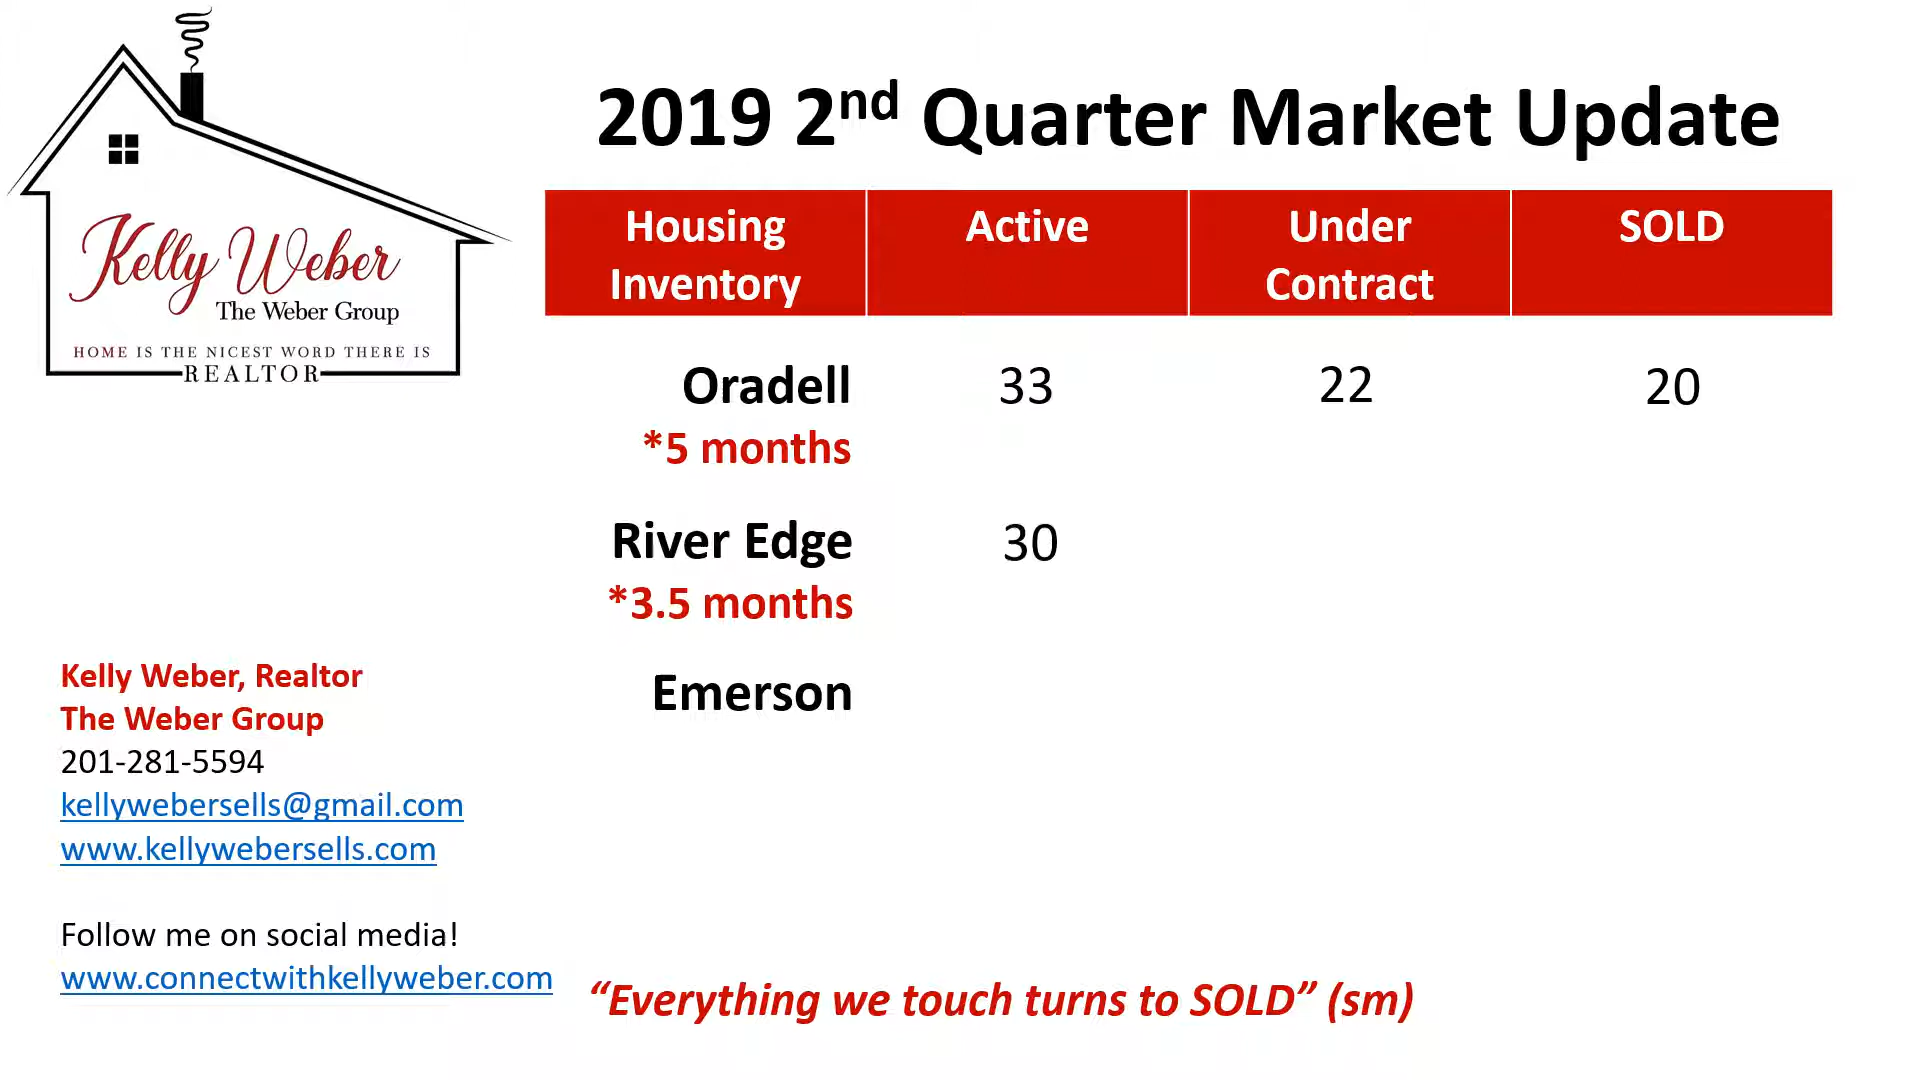 Kelly Weber
The Weber Group
HOME IS THE NICEST WORD THERE IS
REALTOR
2019 2nd Quarter Market Update
Housing Inventory Active Under Contract SOLD
Oradell 33 22 20
*5 months
River Edge 30
*3.5 months
Emerson
Kelly Weber, Realtor
The Weber Group
201-281-5594
kellywebersells@gmail.com
www.kellywebersells.com
Follow me on social media!
www.connectwithkellyweber.com
“Everything we touch turns to SOLD” (sm)